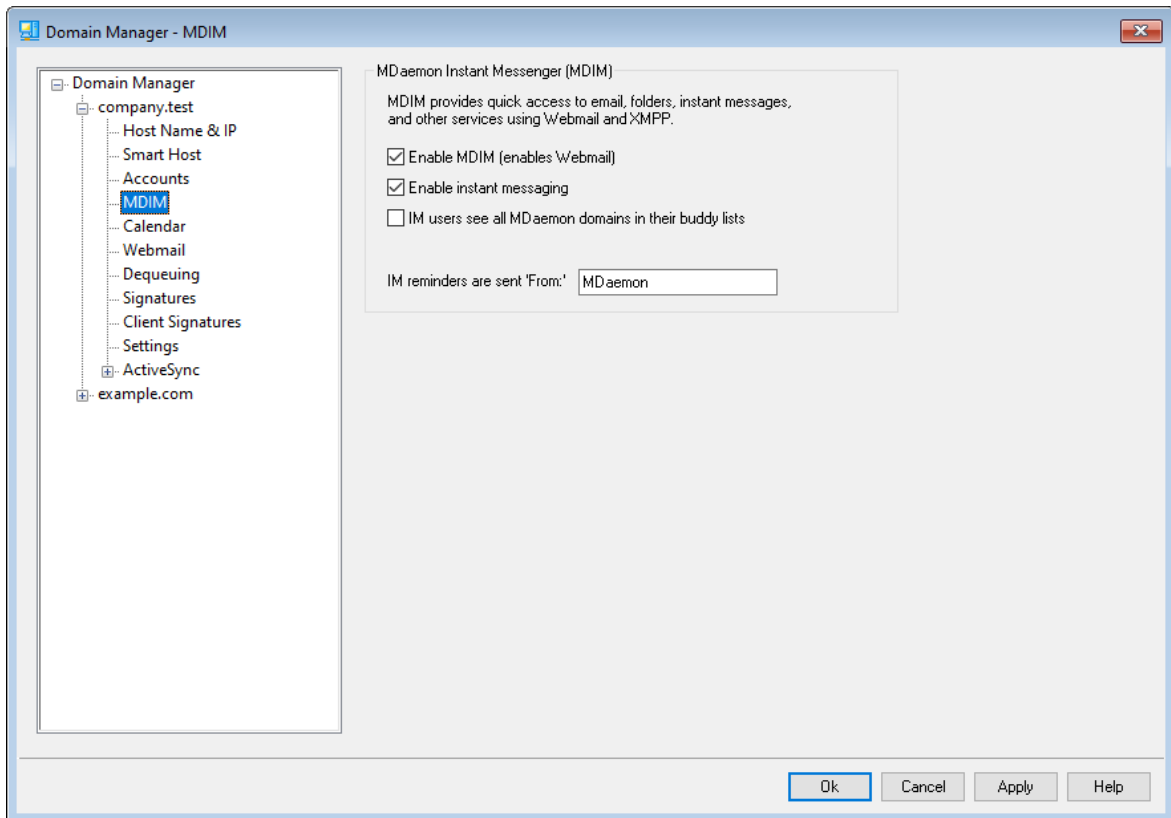 Domain Manager - MDIM
Domain Manager
company.test
Host Name & IP
Smart Host
Accounts
MDIM
Calendar
Webmail
Dequeuing
Signatures
Client Signatures
Settings
ActiveSync
example.com
MDaemon Instant Messenger (MDIM)
MDIM provides quick access to email, folders, instant messages,
and other services using Webmail and XMPP.
Enable MDIM (enables Webmail)
Enable instant messaging
IM users see all MDaemon domains in their buddy lists
IM reminders are sent 'From:' MDaemon
Ok Cancel Apply Help